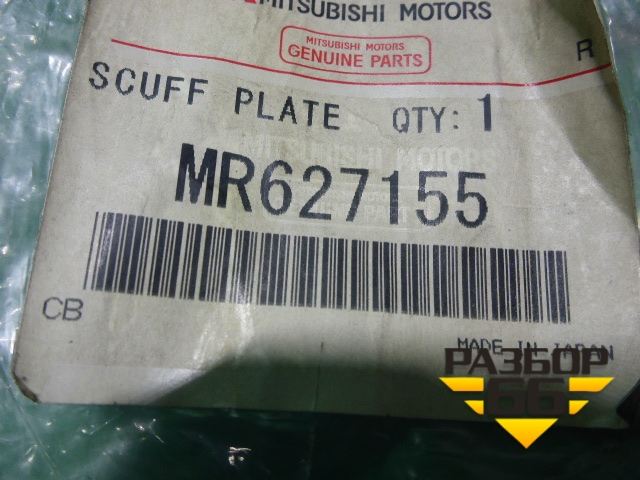 MITSUBISHI MOTORS
MITSUBISHI MOTORS
GENUINE PARTS
R
SCUFF PLATE QTY: 1
MR627155
CB
MADE IN JAPAN
РАЗБОР
66